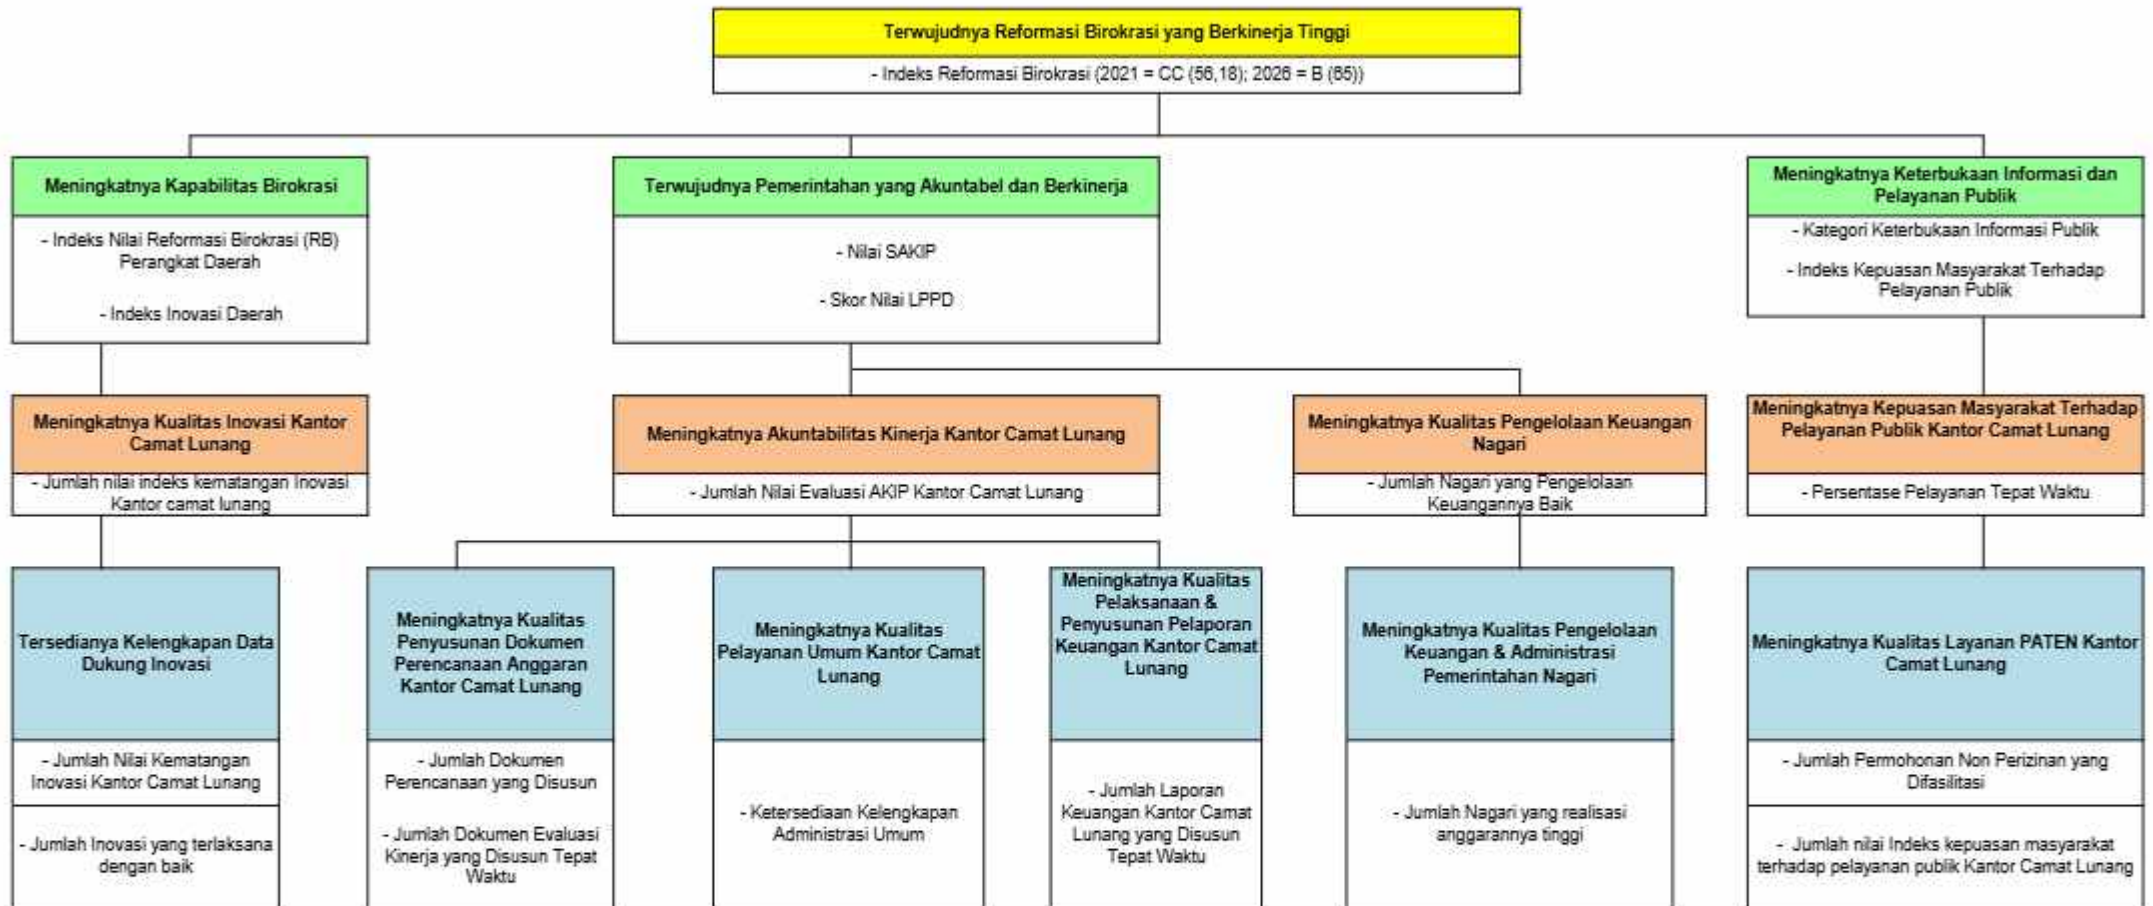 Terwujudnya Reformasi Birokrasi yang Berkinerja Tinggi
- Indeks Reformasi Birokrasi (2021 = CC (56,18); 2026 = B (65))
Meningkatnya Kapabilitas Birokrasi
- Indeks Nilai Reformasi Birokrasi (RB)
Perangkat Daerah
- Indeks Inovasi Daerah
Terwujudnya Pemerintahan yang Akuntabel dan Berkinerja
- Nilai SAKIP
- Skor Nilai LPPD
Meningkatnya Keterbukaan Informasi dan
Pelayanan Publik
- Kategori Keterbukaan Informasi Publik
- Indeks Kepuasan Masyarakat Terhadap
Pelayanan Publik
Meningkatnya Kualitas Inovasi Kantor
Camat Lunang
- Jumlah nilai indeks kematangan Inovasi
Kantor camat lunang
Meningkatnya Akuntabilitas Kinerja Kantor Camat Lunang
- Jumlah Nilai Evaluasi AKIP Kantor Camat Lunang
Meningkatnya Kualitas Pengelolaan Keuangan
Nagari
- Jumlah Nagari yang Pengelolaan
Keuangannya Baik
Meningkatnya Kepuasan Masyarakat Terhadap
Pelayanan Publik Kantor Camat Lunang
- Persentase Pelayanan Tepat Waktu
Tersedianya Kelengkapan Data
Dukung Inovasi
- Jumlah Nilai Kematangan
Inovasi Kantor Camat Lunang
- Jumlah Inovasi yang terlaksana
dengan baik
Meningkatnya Kualitas
Penyusunan Dokumen
Perencanaan Anggaran
Kantor Camat Lunang
- Jumlah Dokumen
Perencanaan yang Disusun
- Jumlah Dokumen Evaluasi
Kinerja yang Disusun Tepat
Waktu
Meningkatnya Kualitas
Pelayanan Umum Kantor Camat
Lunang
- Ketersediaan Kelengkapan
Administrasi Umum
Meningkatnya Kualitas
Pelaksanaan &
Penyusunan Pelaporan
Keuangan Kantor Camat
Lunang
- Jumlah Laporan
Keuangan Kantor Camat
Lunang yang Disusun
Tepat Waktu
Meningkatnya Kualitas Pengelolaan
Keuangan & Administrasi
Pemerintahan Nagari
- Jumlah Nagari yang realisasi
anggarannya tinggi
Meningkatnya Kualitas Layanan PATEN Kantor
Camat Lunang
- Jumlah Permohonan Non Perizinan yang
Difasilitasi
- Jumlah nilai Indeks kepuasan masyarakat
terhadap pelayanan publik Kantor Camat Lunang